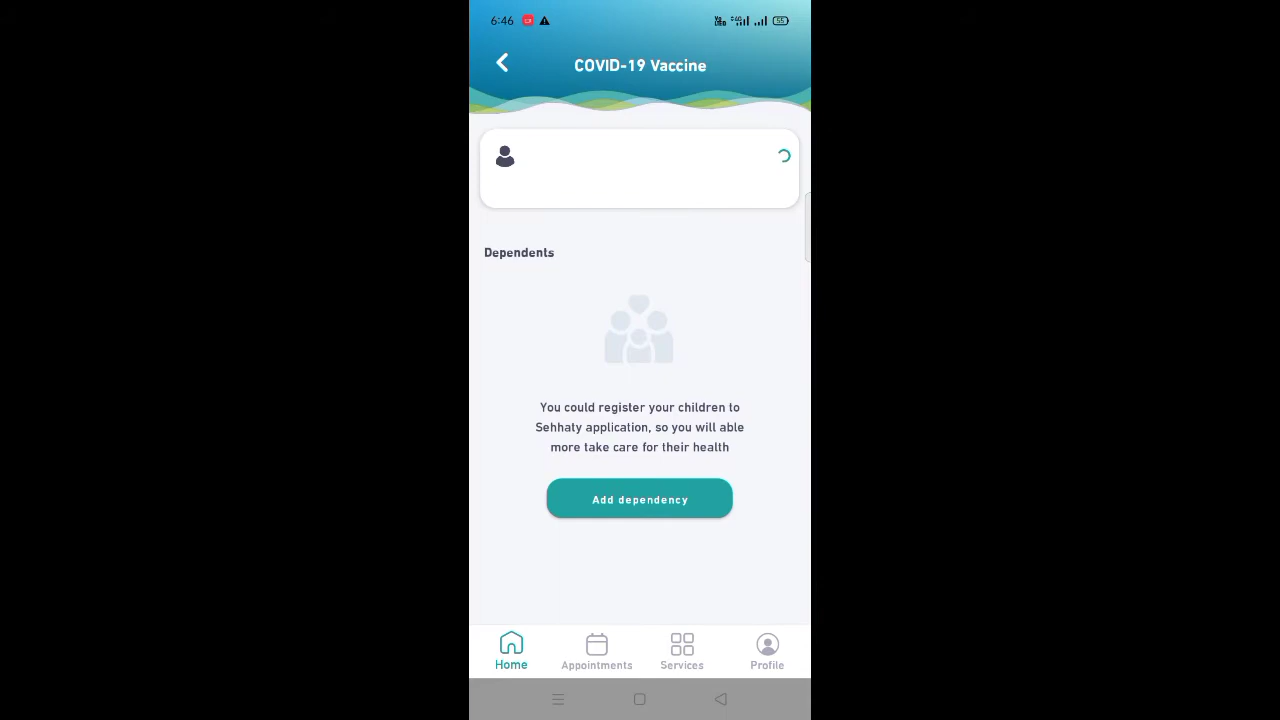 6:46
55
COVID-19 Vaccine
Dependents
You could register your children to
Sehhaty application, so you will able
more take care for their health
Add dependency
Home
Appointments
Services
Profile